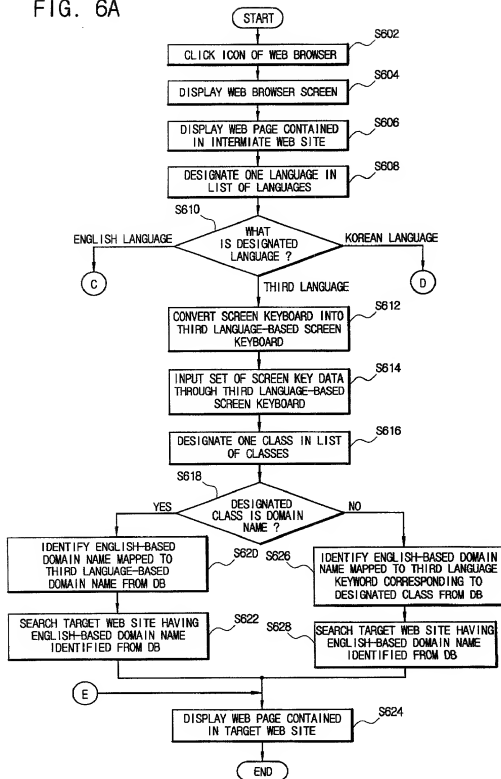 FIG. 6A
START
S602
CLICK ICON OF WEB BROWSER
S604
DISPLAY WEB BROWSER SCREEN
S606
DISPLAY WEB PAGE CONTAINED
IN INTERMIATE WEB SITE
S608
DESIGNATE ONE LANGUAGE IN
LIST OF LANGUAGES
S610
WHAT
IS DESIGNATED
LANGUAGE ?
ENGLISH LANGUAGE
KOREAN LANGUAGE
C
D
THIRD LANGUAGE
S612
CONVERT SCREEN KEYBOARD INTO
THIRD LANGUAGE-BASED SCREEN
KEYBOARD
S614
INPUT SET OF SCREEN KEY DATA
THROUGH THIRD LANGUAGE-BASED
SCREEN KEYBOARD
S616
DESIGNATE ONE CLASS IN LIST
OF CLASSES
S618
DESIGNATED
CLASS IS DOMAIN
NAME ?
YES
NO
IDENTIFY ENGLISH-BASED
DOMAIN NAME MAPPED TO
THIRD LANGUAGE-BASED
DOMAIN NAME FROM DB
S620
S626
IDENTIFY ENGLISH-BASED DOMAIN
NAME MAPPED TO THIRD LANGUAGE
KEYWORD CORRESPONDING TO
DESIGNATED CLASS FROM DB
SEARCH TARGET WEB SITE HAVING
ENGLISH-BASED DOMAIN NAME
IDENTIFIED FROM DB
S622
S628
SEARCH TARGET WEB SITE HAVING
ENGLISH-BASED DOMAIN NAME
IDENTIFIED FROM DB
E
S624
DISPLAY WEB PAGE CONTAINED
IN TARGET WEB SITE
END